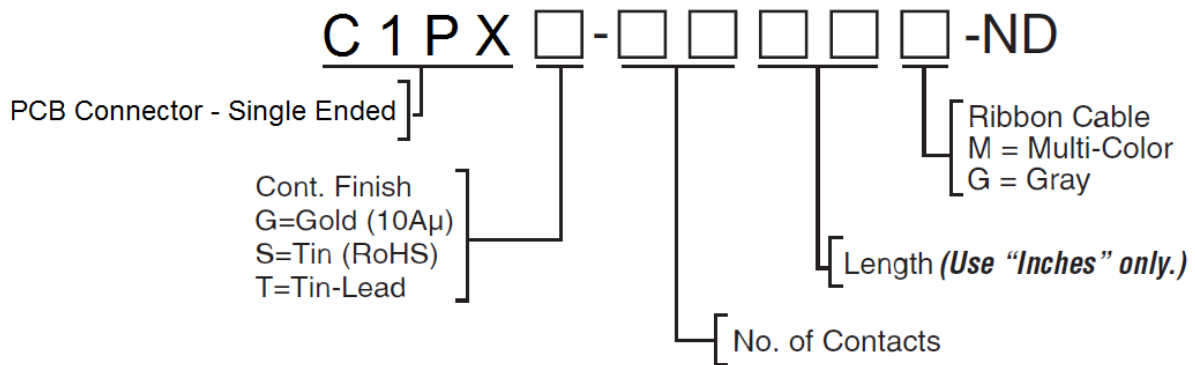 C 1 P X □ - □ □ □ □ □ -ND
PCB Connector - Single Ended
Cont. Finish
G=Gold (10Aµ)
S=Tin (RoHS)
T=Tin-Lead
Ribbon Cable
M = Multi-Color
G = Gray
Length (Use “Inches” only.)
No. of Contacts